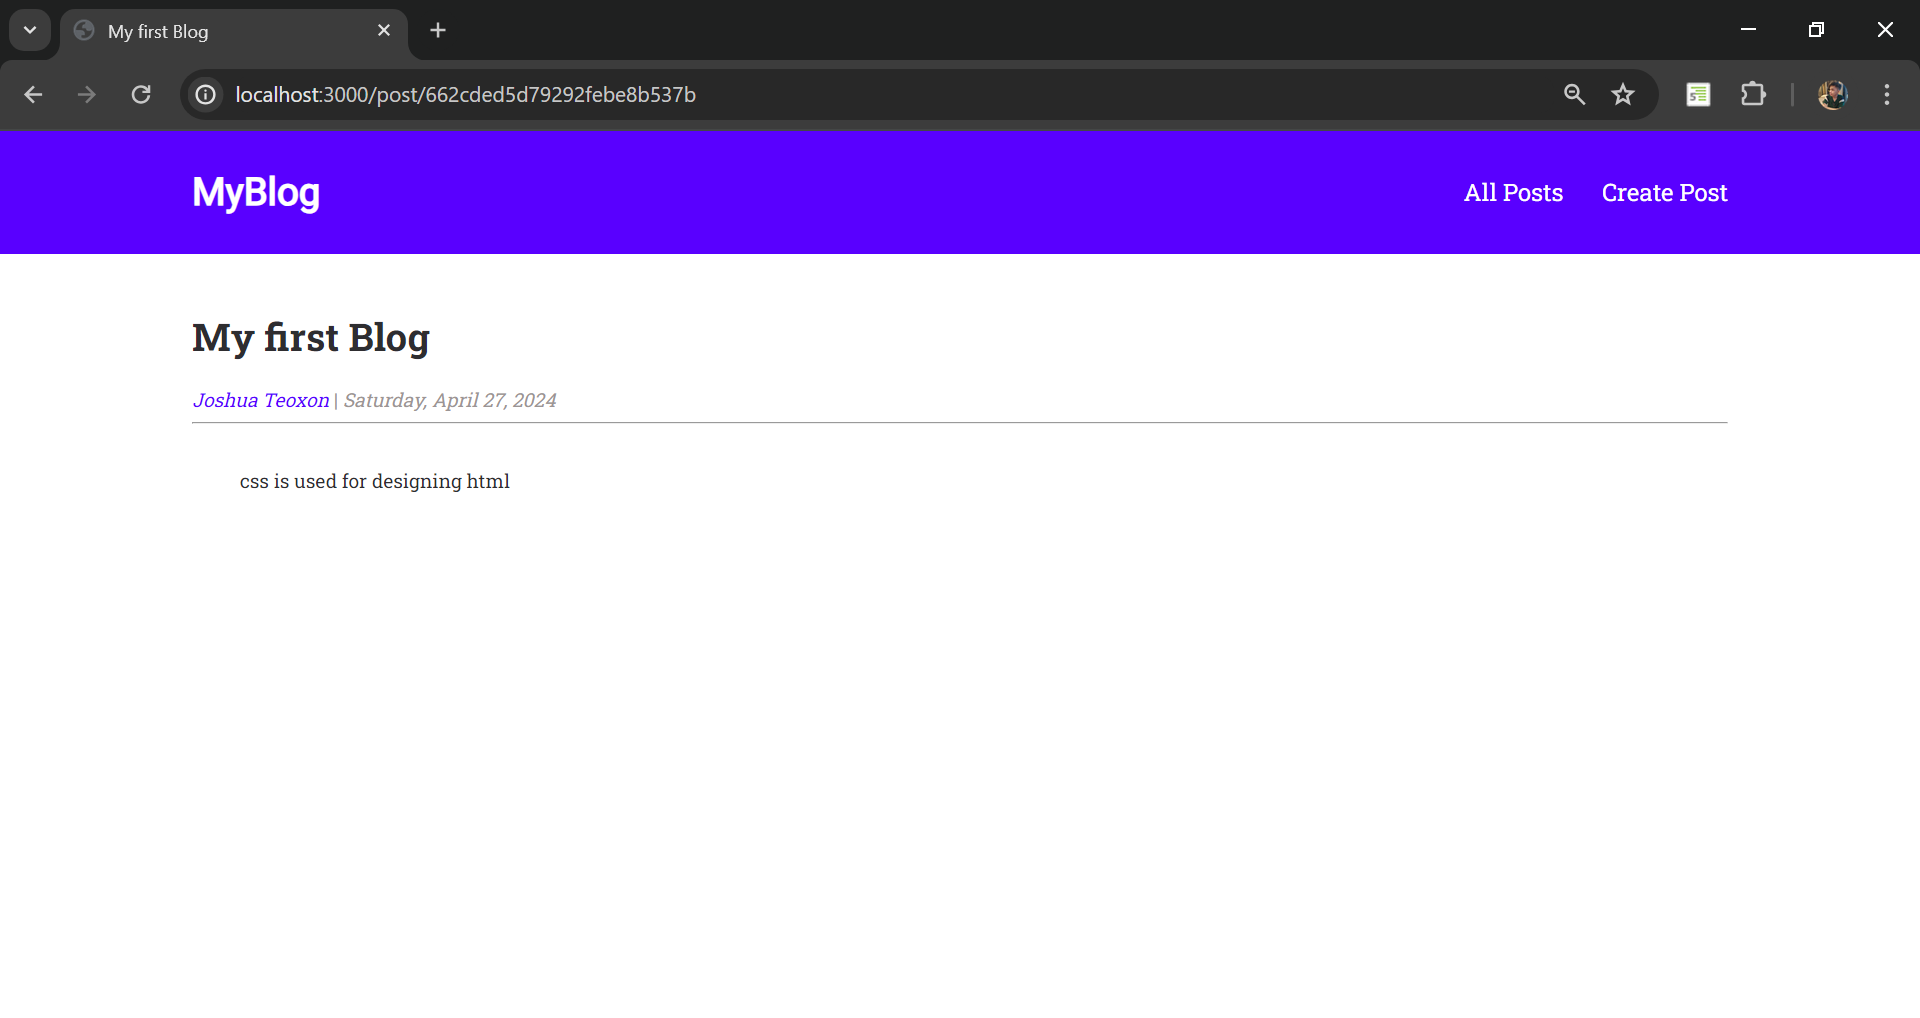 My first Blog
localhost:3000/post/662cded5d79292febe8b537b
MyBlog
All Posts
Create Post
My first Blog
Joshua Teoxon | Saturday, April 27, 2024
css is used for designing html